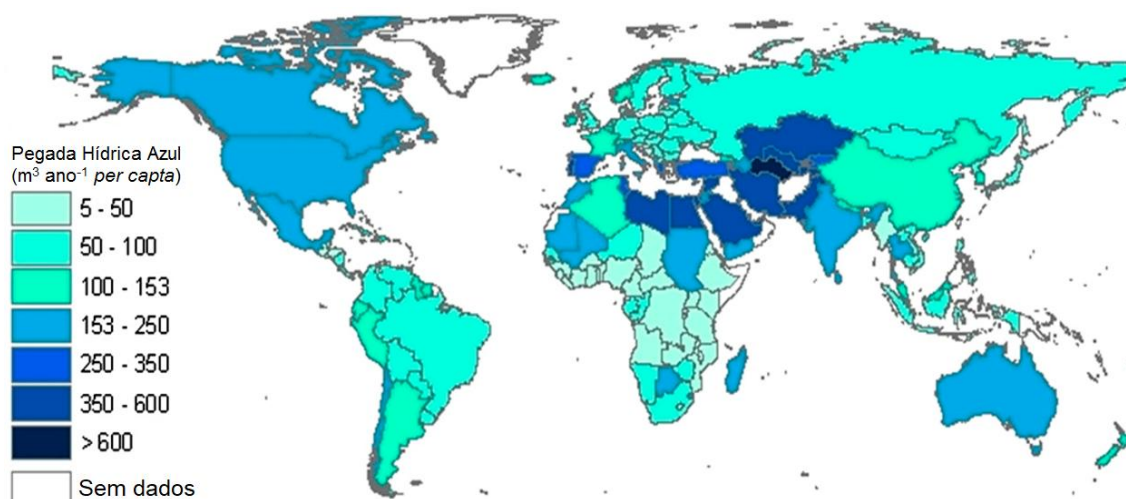 Pegada Hídrica Azul
(m³ ano⁻¹ per capta)
5 - 50
50 - 100
100 - 153
153 - 250
250 - 350
350 - 600
> 600
Sem dados